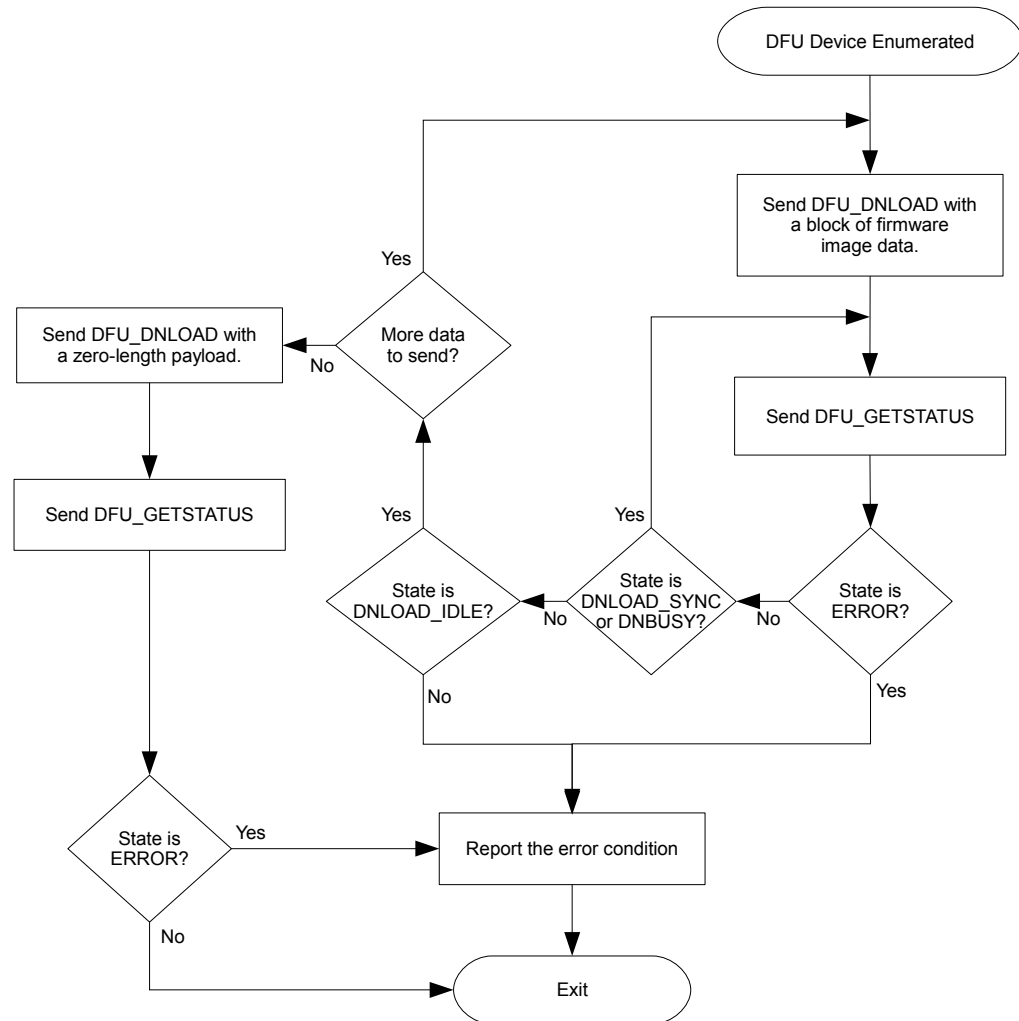 DFU Device Enumerated
Send DFU_DNLOAD with
a block of firmware
image data.
Yes
Send DFU_DNLOAD with
a zero-length payload.
No
More data
to send?
Send DFU_GETSTATUS
Send DFU_GETSTATUS
Yes
Yes
State is
DNLOAD_IDLE?
No
State is
DNLOAD_SYNC
or DNBUSY?
No
State is
ERROR?
No
Yes
State is
ERROR?
Yes
Report the error condition
No
Exit